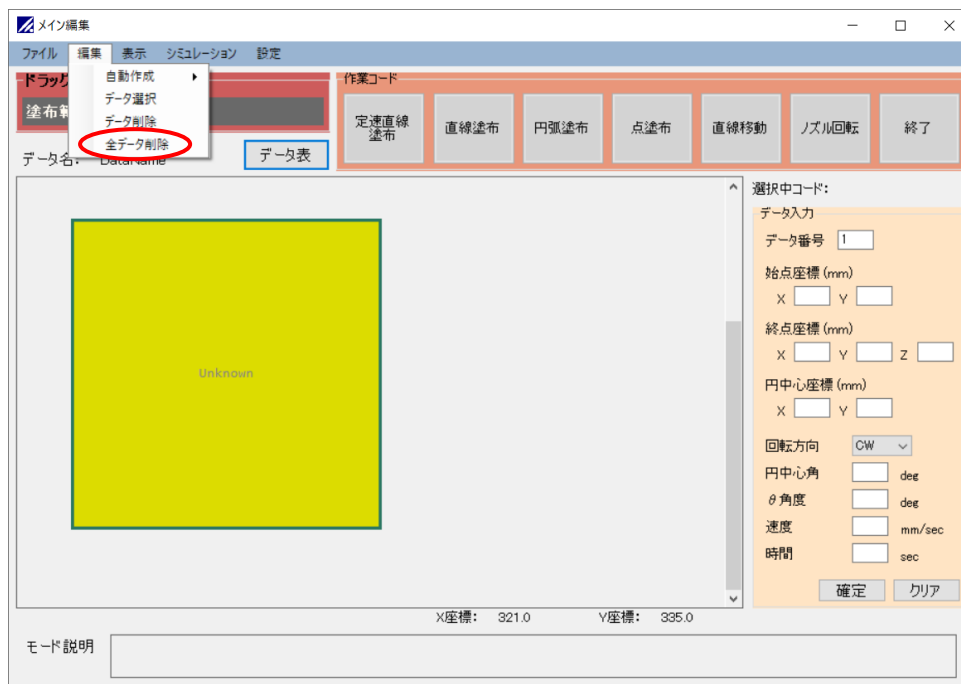 メイン編集
ファイル 編集 表示 シミュレーション 設定
自動作成
データ選択
データ削除
全データ削除
ドラッグ
塗布範
データ名: DataName
データ表
作業コード
定速直線
塗布
直線塗布
円弧塗布
点塗布
直線移動
ノズル回転
終了
Unknown
選択中コード:
データ入力
データ番号 1
始点座標(mm)
X Y
終点座標(mm)
X Y Z
円中心座標(mm)
X Y
回転方向 CW
円中心角 deg
θ角度 deg
速度 mm/sec
時間 sec
確定 クリア
X座標: 321.0 Y座標: 335.0
モード説明